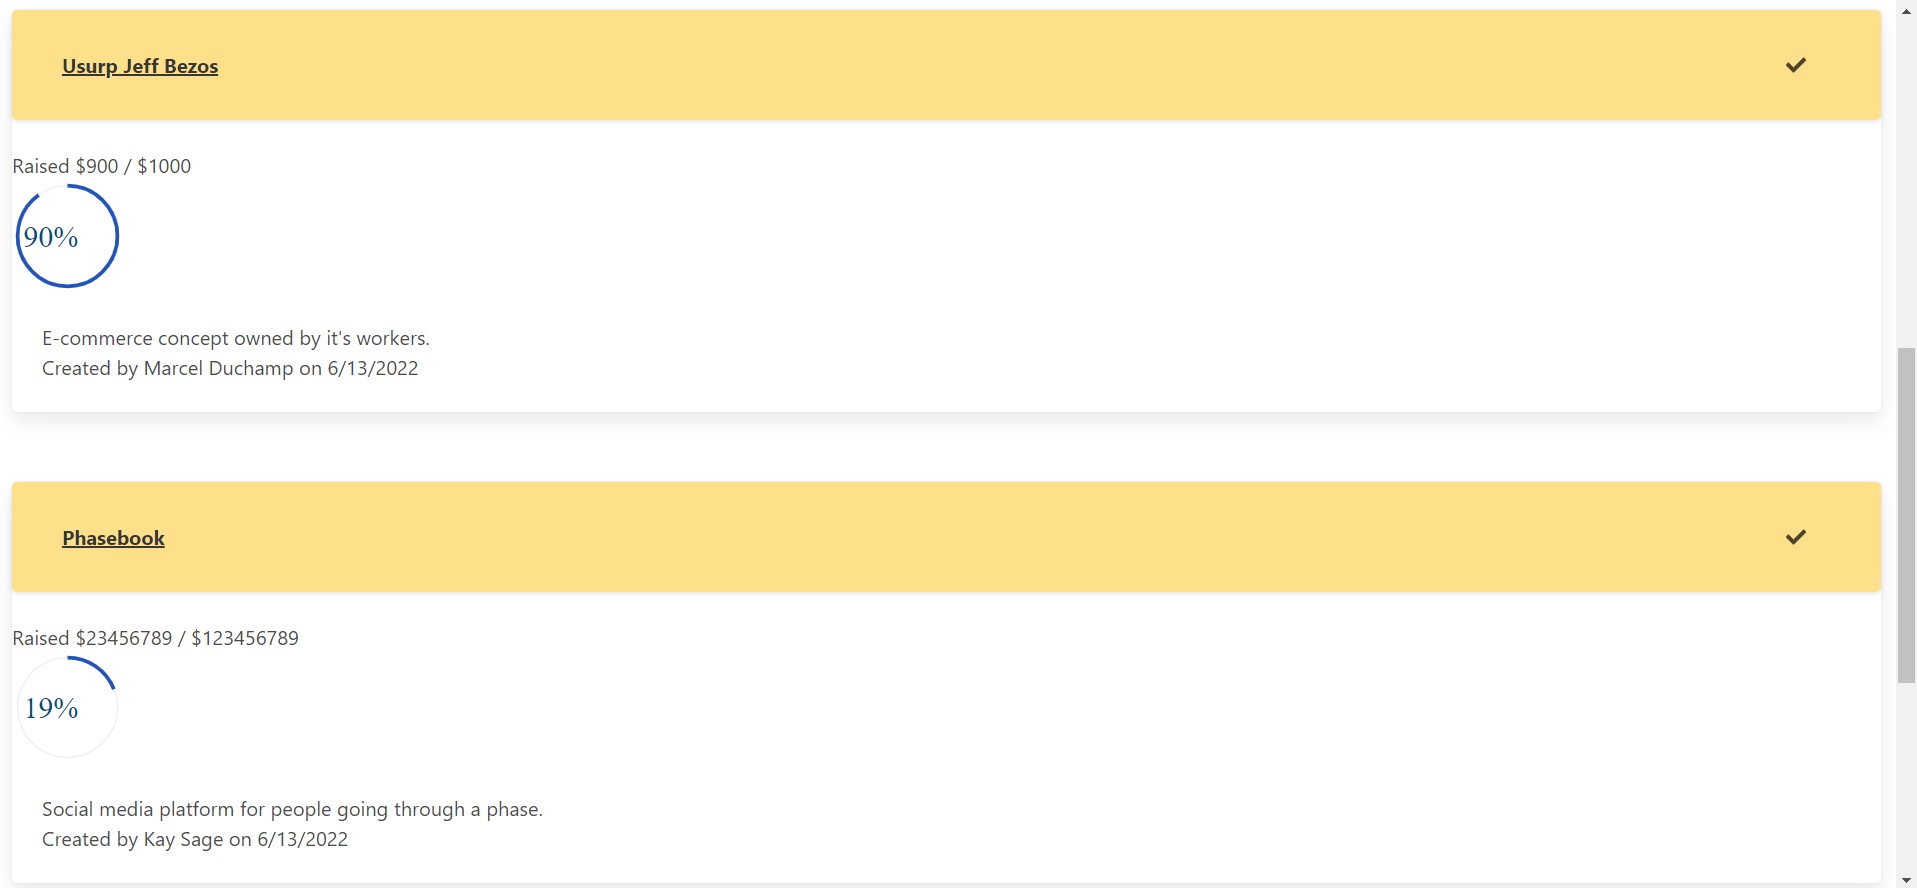 Usurp Jeff Bezos
Raised $900 / $1000
90%
E-commerce concept owned by it's workers.
Created by Marcel Duchamp on 6/13/2022
Phasebook
Raised $23456789 / $123456789
19%
Social media platform for people going through a phase.
Created by Kay Sage on 6/13/2022